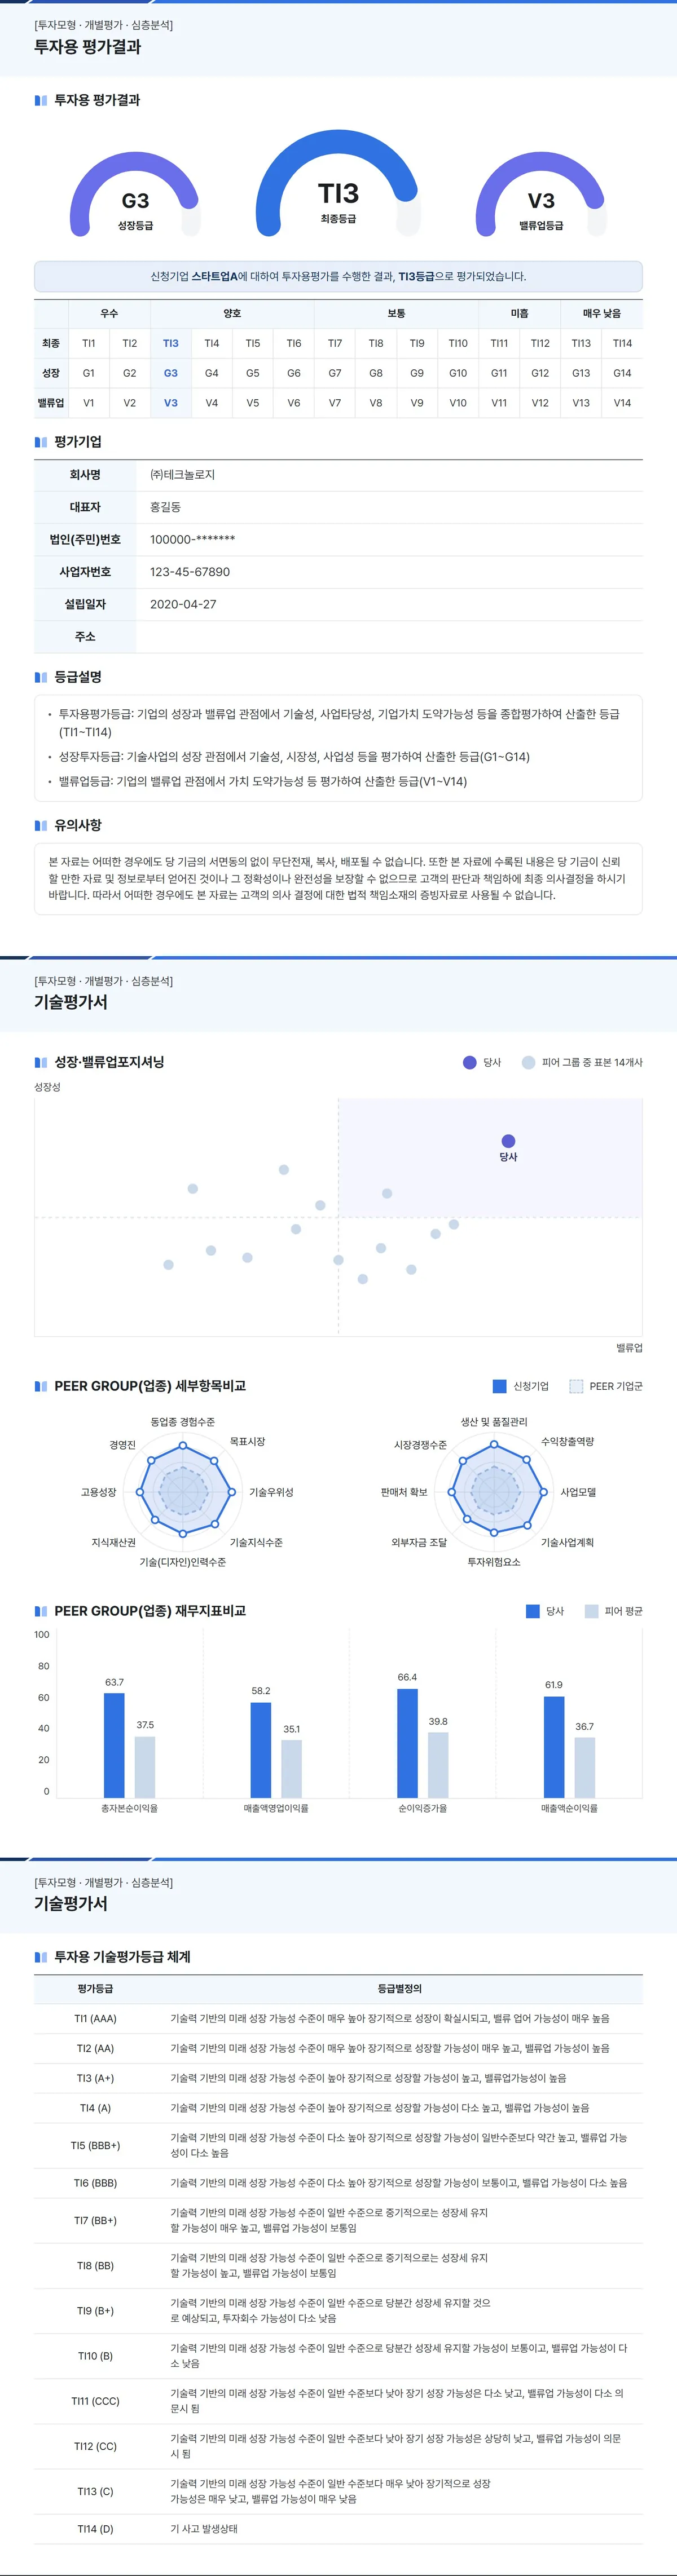 [투자모형 · 개별평가 · 심층분석]
투자용 평가결과
투자용 평가결과
G3
성장등급
TI3
최종등급
V3
밸류업등급
신청기업 스타트업A에 대하여 투자용평가를 수행한 결과, TI3등급으로 평가되었습니다.
우수 양호 보통 미흡 매우 낮음
최종 TI1 TI2 TI3 TI4 TI5 TI6 TI7 TI8 TI9 TI10 TI11 TI12 TI13 TI14
성장 G1 G2 G3 G4 G5 G6 G7 G8 G9 G10 G11 G12 G13 G14
밸류업 V1 V2 V3 V4 V5 V6 V7 V8 V9 V10 V11 V12 V13 V14
평가기업
회사명 ㈜테크놀로지
대표자 홍길동
법인(주민)번호 100000-*******
사업자번호 123-45-67890
설립일자 2020-04-27
주소
등급설명
• 투자용평가등급: 기업의 성장과 밸류업 관점에서 기술성, 사업타당성, 기업가치 도약가능성 등을 종합평가하여 산출한 등급
(TI1~TI14)
• 성장투자등급: 기술사업의 성장 관점에서 기술성, 시장성, 사업성 등을 평가하여 산출한 등급(G1~G14)
• 밸류업등급: 기업의 밸류업 관점에서 가치 도약가능성 등 평가하여 산출한 등급(V1~V14)
유의사항
본 자료는 어떠한 경우에도 당 기금의 서면동의 없이 무단전재, 복사, 배포될 수 없습니다. 또한 본 자료에 수록된 내용은 당 기금이 신뢰
할 만한 자료 및 정보로부터 얻어진 것이나 그 정확성이나 완전성을 보장할 수 없으므로 고객의 판단과 책임하에 최종 의사결정을 하시기
바랍니다. 따라서 어떠한 경우에도 본 자료는 고객의 의사 결정에 대한 법적 책임소재의 증빙자료로 사용될 수 없습니다.
[투자모형 · 개별평가 · 심층분석]
기술평가서
성장·밸류업포지셔닝
당사 피어 그룹 중 표본 14개사
성장성
당사
밸류업
PEER GROUP(업종) 세부항목비교
신청기업 PEER 기업군
동업종 경험수준
목표시장
기술우위성
기술지식수준
기술(디자인)인력수준
지식재산권
고용성장
경영진
생산 및 품질관리
수익창출역량
사업모델
기술사업계획
투자위험요소
외부자금 조달
판매처 확보
시장경쟁수준
PEER GROUP(업종) 재무지표비교
당사 피어 평균
100
80
60
40
20
0
63.7 37.5
58.2 35.1
66.4 39.8
61.9 36.7
총자본순이익율 매출액영업이익률 순이익증가율 매출액순이익률
[투자모형 · 개별평가 · 심층분석]
기술평가서
투자용 기술평가등급 체계
평가등급 등급별정의
TI1 (AAA) 기술력 기반의 미래 성장 가능성 수준이 매우 높아 장기적으로 성장이 확실시되고, 밸류 업어 가능성이 매우 높음
TI2 (AA) 기술력 기반의 미래 성장 가능성 수준이 매우 높아 장기적으로 성장할 가능성이 매우 높고, 밸류업 가능성이 높음
TI3 (A+) 기술력 기반의 미래 성장 가능성 수준이 높아 장기적으로 성장할 가능성이 높고, 밸류업가능성이 높음
TI4 (A) 기술력 기반의 미래 성장 가능성 수준이 높아 장기적으로 성장할 가능성이 다소 높고, 밸류업 가능성이 높음
TI5 (BBB+) 기술력 기반의 미래 성장 가능성 수준이 다소 높아 장기적으로 성장할 가능성이 일반수준보다 약간 높고, 밸류업 가능
성이 다소 높음
TI6 (BBB) 기술력 기반의 미래 성장 가능성 수준이 다소 높아 장기적으로 성장할 가능성이 보통이고, 밸류업 가능성이 다소 높음
TI7 (BB+) 기술력 기반의 미래 성장 가능성 수준이 일반 수준으로 중기적으로는 성장세 유지
할 가능성이 매우 높고, 밸류업 가능성이 보통임
TI8 (BB) 기술력 기반의 미래 성장 가능성 수준이 일반 수준으로 중기적으로는 성장세 유지
할 가능성이 높고, 밸류업 가능성이 보통임
TI9 (B+) 기술력 기반의 미래 성장 가능성 수준이 일반 수준으로 당분간 성장세 유지할 것으
로 예상되고, 투자회수 가능성이 다소 낮음
TI10 (B) 기술력 기반의 미래 성장 가능성 수준이 일반 수준으로 당분간 성장세 유지할 가능성이 보통이고, 밸류업 가능성이 다
소 낮음
TI11 (CCC) 기술력 기반의 미래 성장 가능성 수준이 일반 수준보다 낮아 장기 성장 가능성은 다소 낮고, 밸류업 가능성이 다소 의
문시 됨
TI12 (CC) 기술력 기반의 미래 성장 가능성 수준이 일반 수준보다 낮아 장기 성장 가능성은 상당히 낮고, 밸류업 가능성이 의문
시 됨
TI13 (C) 기술력 기반의 미래 성장 가능성 수준이 일반 수준보다 매우 낮아 장기적으로 성장
가능성은 매우 낮고, 밸류업 가능성이 매우 낮음
TI14 (D) 기 사고 발생상태